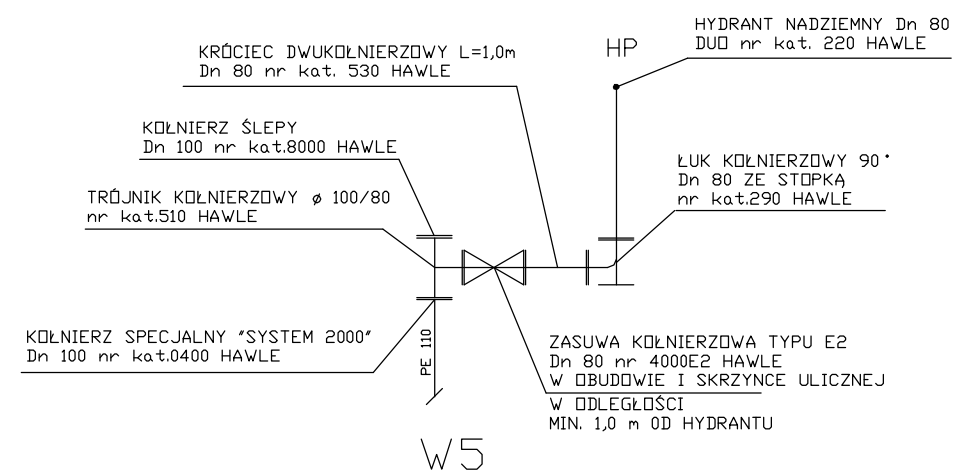 HYDRANT NADZIEMNY Dn 80
DUO nr kat. 220 HAWLE
HP
KRÓCIEC DWUKOŁNIERZOWY L=1,0m
Dn 80 nr kat. 530 HAWLE
KOŁNIERZ ŚLEPY
Dn 100 nr kat.8000 HAWLE
ŁUK KOŁNIERZOWY 90°
Dn 80 ZE STOPKĄ
nr kat.290 HAWLE
TRÓJNIK KOŁNIERZOWY ø 100/80
nr kat.510 HAWLE
KOŁNIERZ SPECJALNY "SYSTEM 2000"
Dn 100 nr kat.0400 HAWLE
PE 110
ZASUWA KOŁNIERZOWA TYPU E2
Dn 80 nr 4000E2 HAWLE
W OBUDOWIE I SKRZYNCE ULICZNEJ
W ODLEGŁOŚCI
MIN. 1,0 m OD HYDRANTU
W5